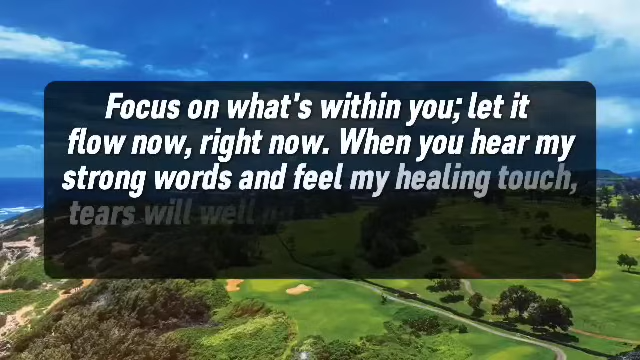 Focus on what's within you; let it
flow now, right now. When you hear my
strong words and feel my healing touch,
tears will well